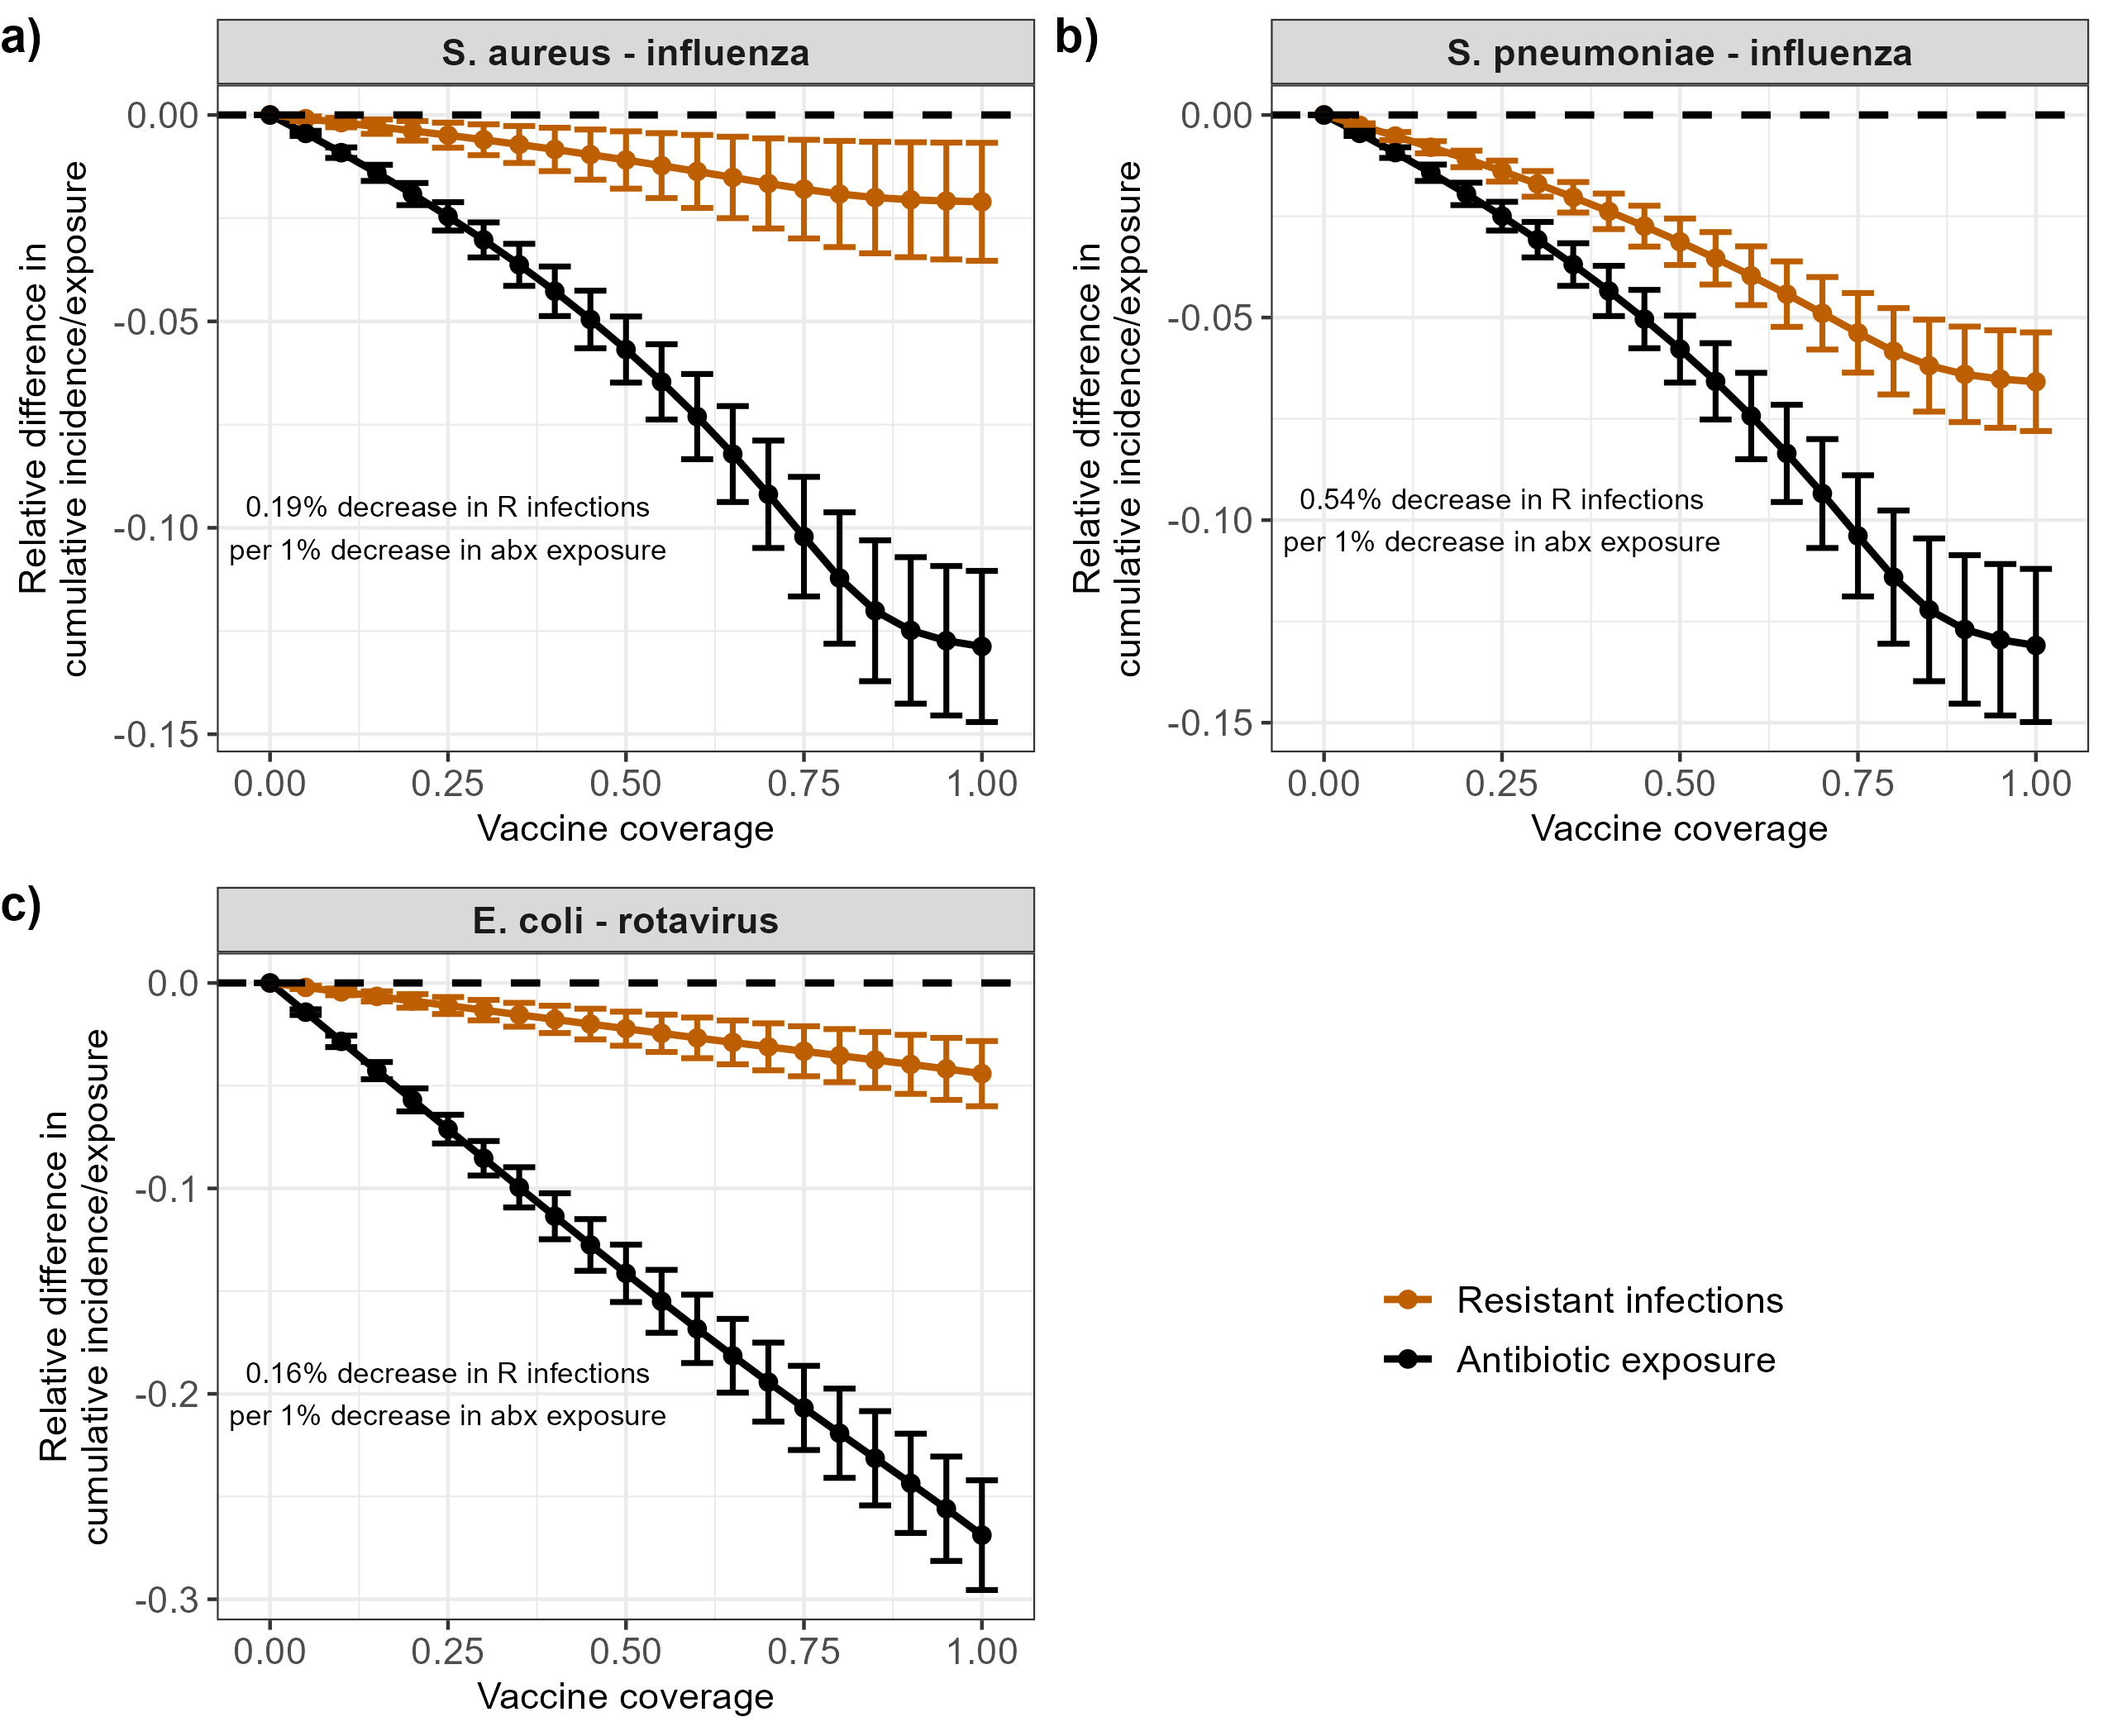 a)
S. aureus - influenza
Relative difference in
cumulative incidence/exposure
0.00
-0.05
-0.10
-0.15
0.19% decrease in R infections
per 1% decrease in abx exposure
0.00 0.25 0.50 0.75 1.00
Vaccine coverage
b)
S. pneumoniae - influenza
Relative difference in
cumulative incidence/exposure
0.00
-0.05
-0.10
-0.15
0.54% decrease in R infections
per 1% decrease in abx exposure
0.00 0.25 0.50 0.75 1.00
Vaccine coverage
c)
E. coli - rotavirus
Relative difference in
cumulative incidence/exposure
0.0
-0.1
-0.2
-0.3
0.16% decrease in R infections
per 1% decrease in abx exposure
0.00 0.25 0.50 0.75 1.00
Vaccine coverage
Resistant infections
Antibiotic exposure